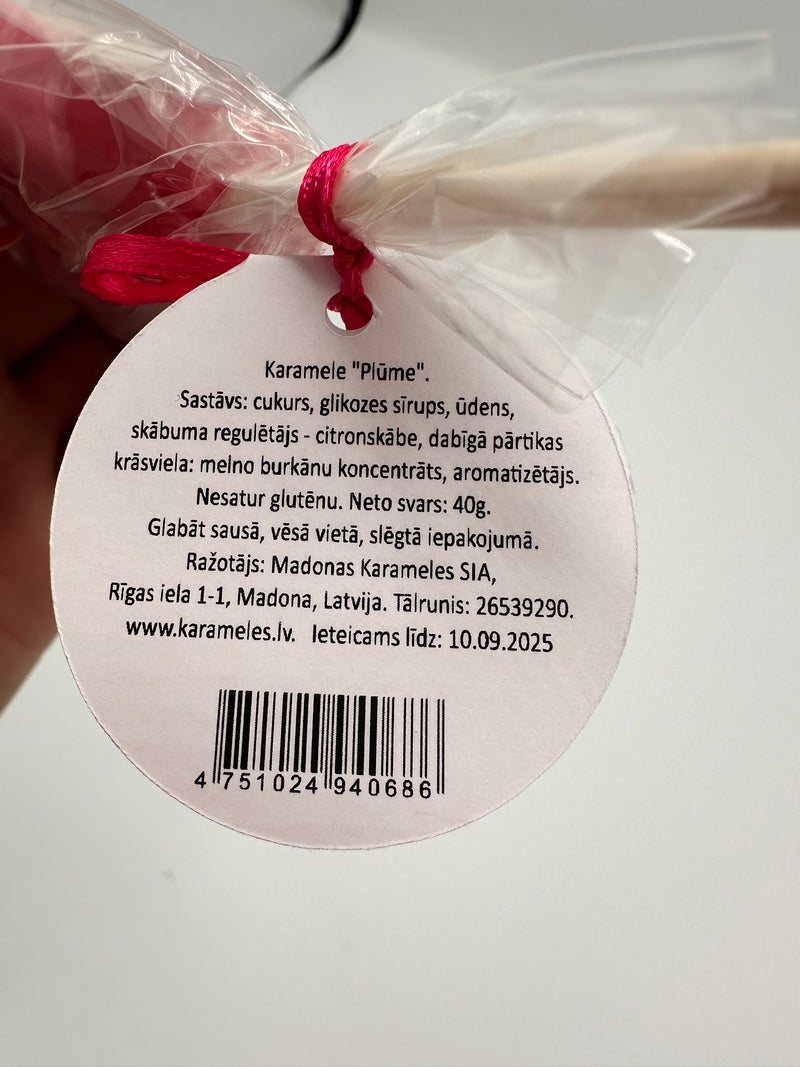 Karamele "Plūme".
Sastāvs: cukurs, glikozes sīrups, ūdens,
skābuma regulētājs - citronskābe, dabīgā pārtikas
krāsviela: melno burkānu koncentrāts, aromatizētājs.
Nesatur glutēnu. Neto svars: 40g.
Glabāt sausā, vēsā vietā, slēgtā iepakojumā.
Ražotājs: Madonas Karameles SIA,
Rīgas iela 1-1, Madona, Latvija. Tālrunis: 26539290.
www.karameles.lv. Ieteicams līdz: 10.09.2025
4 751024 940686